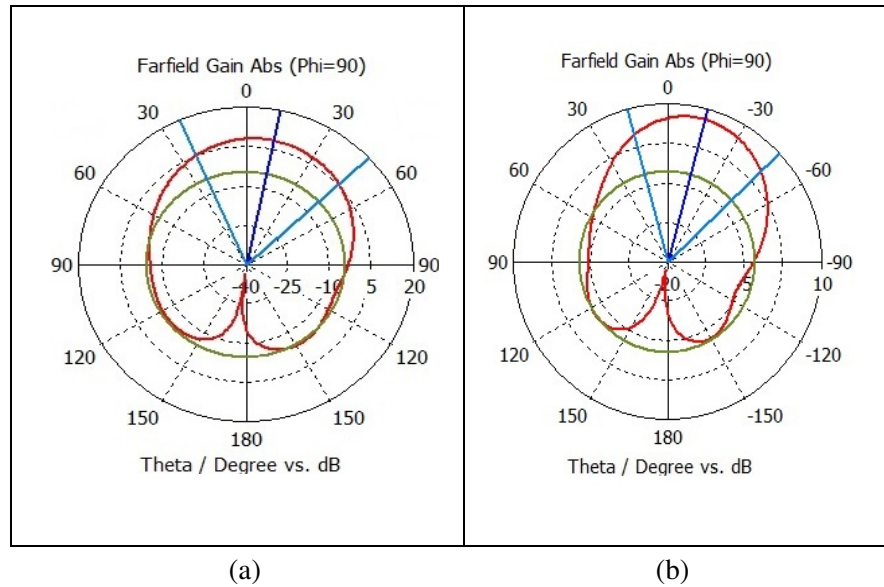 Farfield Gain Abs (Phi=90)
0
30 30
60 60
90 90
-40 -25 -10 5 20
120 120
150 150
180
Theta / Degree vs. dB
(a)
Farfield Gain Abs (Phi=90)
0
30 -30
60 -60
90 -90
10
120 -120
150 -150
180
Theta / Degree vs. dB
(b)